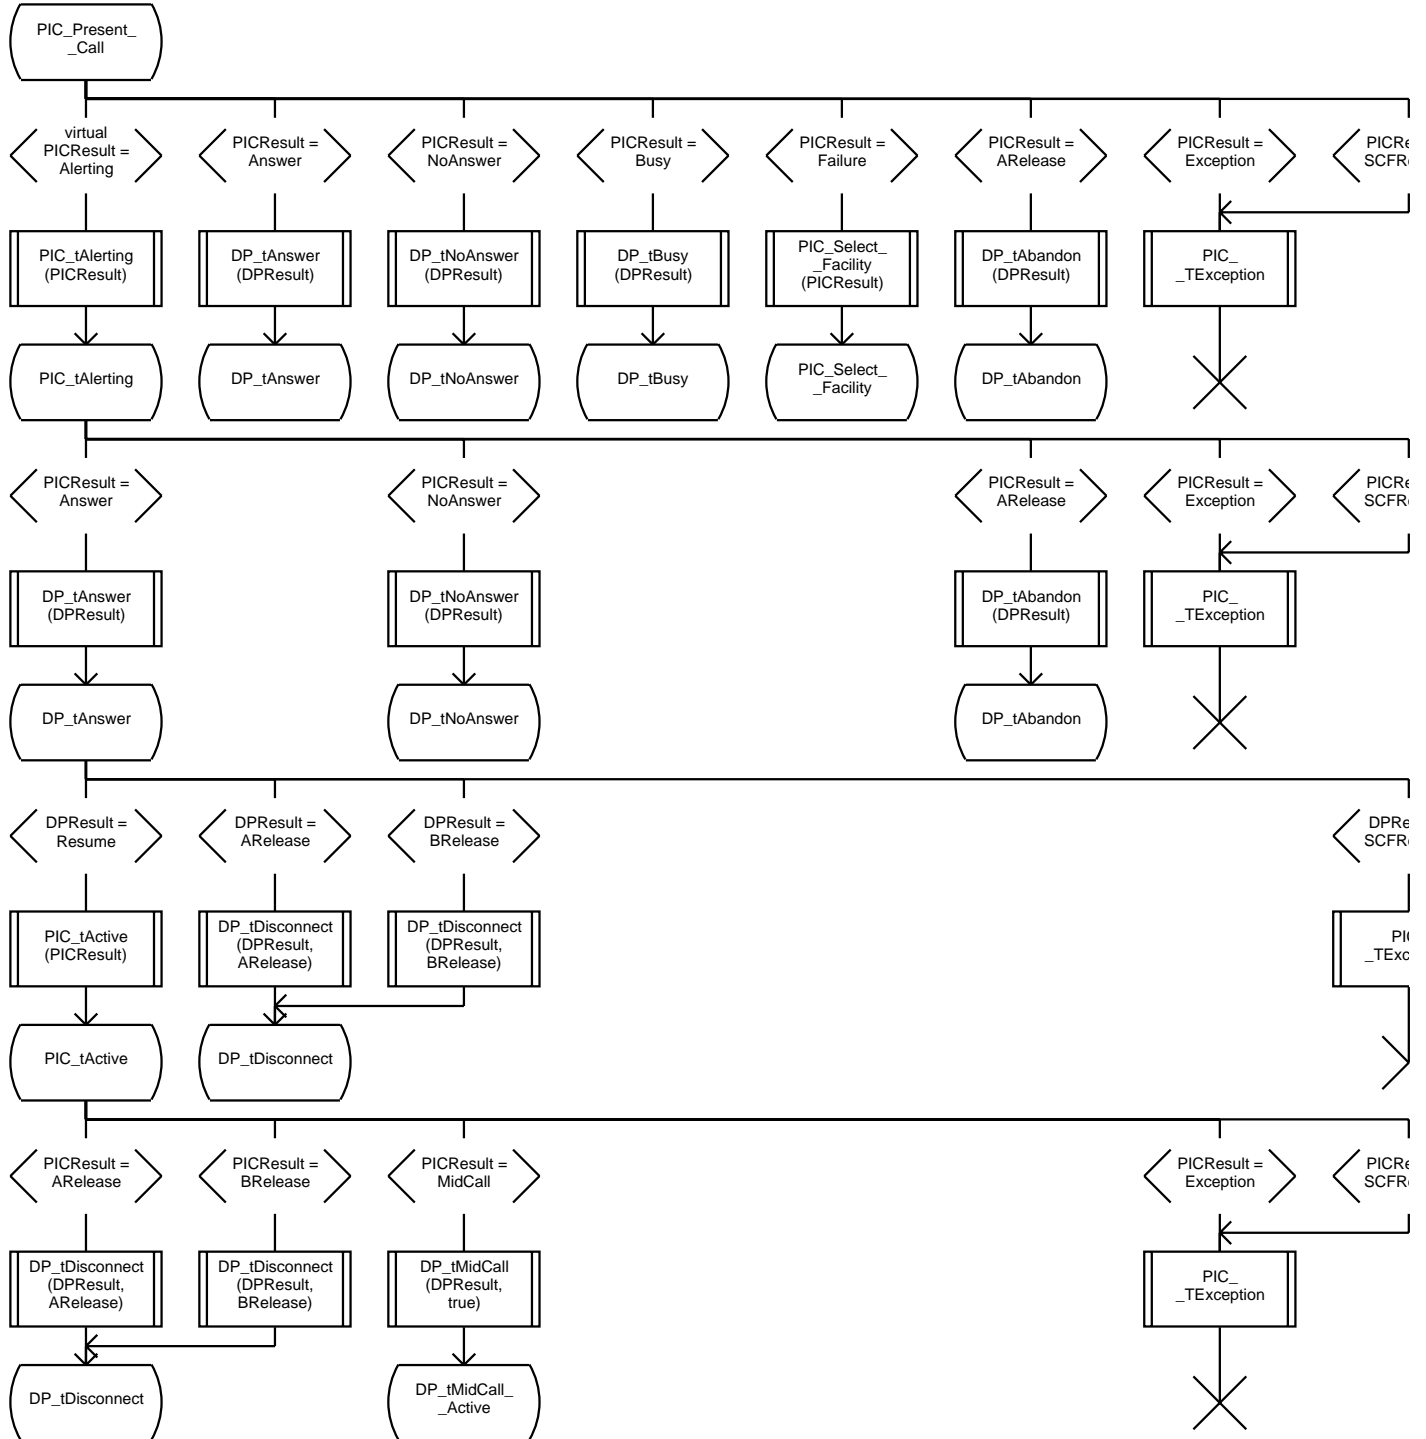 PIC_Present_
_Call
virtual
PICResult =
Alerting
PICResult =
Answer
PICResult =
NoAnswer
PICResult =
Busy
PICResult =
Failure
PICResult =
ARelease
PICResult =
Exception
PIC_tAlerting
(PICResult)
DP_tAnswer
(DPResult)
DP_tNoAnswer
(DPResult)
DP_tBusy
(DPResult)
PIC_Select_
_Facility
(PICResult)
DP_tAbandon
(DPResult)
PIC_
_TException
PIC_tAlerting
DP_tAnswer
DP_tNoAnswer
DP_tBusy
PIC_Select_
_Facility
DP_tAbandon
PICResult =
Answer
PICResult =
NoAnswer
PICResult =
ARelease
PICResult =
Exception
DP_tAnswer
(DPResult)
DP_tNoAnswer
(DPResult)
DP_tAbandon
(DPResult)
PIC_
_TException
DP_tAnswer
DP_tNoAnswer
DP_tAbandon
DPResult =
Resume
DPResult =
ARelease
DPResult =
BRelease
PIC_tActive
(PICResult)
DP_tDisconnect
(DPResult,
ARelease)
DP_tDisconnect
(DPResult,
BRelease)
PIC_tActive
DP_tDisconnect
PICResult =
ARelease
PICResult =
BRelease
PICResult =
MidCall
PICResult =
Exception
DP_tDisconnect
(DPResult,
ARelease)
DP_tDisconnect
(DPResult,
BRelease)
DP_tMidCall
(DPResult,
true)
PIC_
_TException
DP_tDisconnect
DP_tMidCall_
_Active